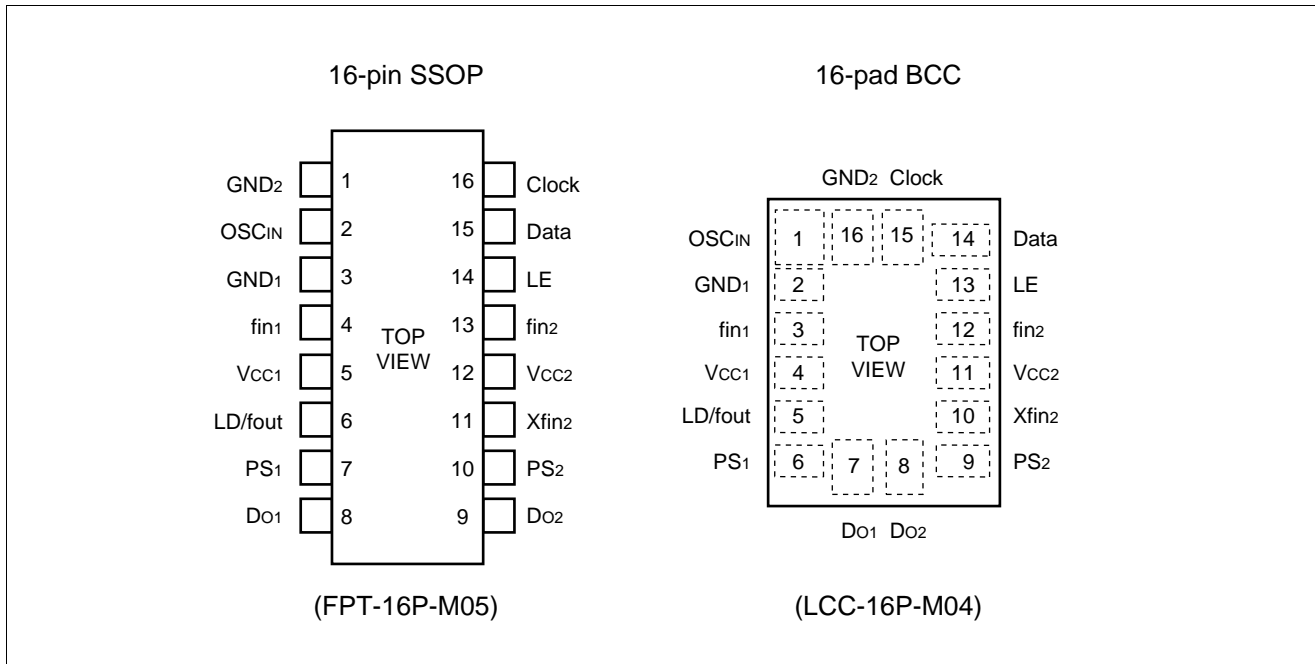 16-pin SSOP
GND2 1 16 Clock
OSCIN 2 15 Data
GND1 3 14 LE
fin1 4 13 fin2
TOP
VIEW
VCC1 5 12 VCC2
LD/fout 6 11 Xfin2
PS1 7 10 PS2
DO1 8 9 DO2
(FPT-16P-M05)
16-pad BCC
GND2 Clock
OSCIN 1 16 15 14 Data
GND1 2 13 LE
fin1 3 12 fin2
TOP
VIEW
VCC1 4 11 VCC2
LD/fout 5 10 Xfin2
PS1 6 7 8 9 PS2
DO1 DO2
(LCC-16P-M04)